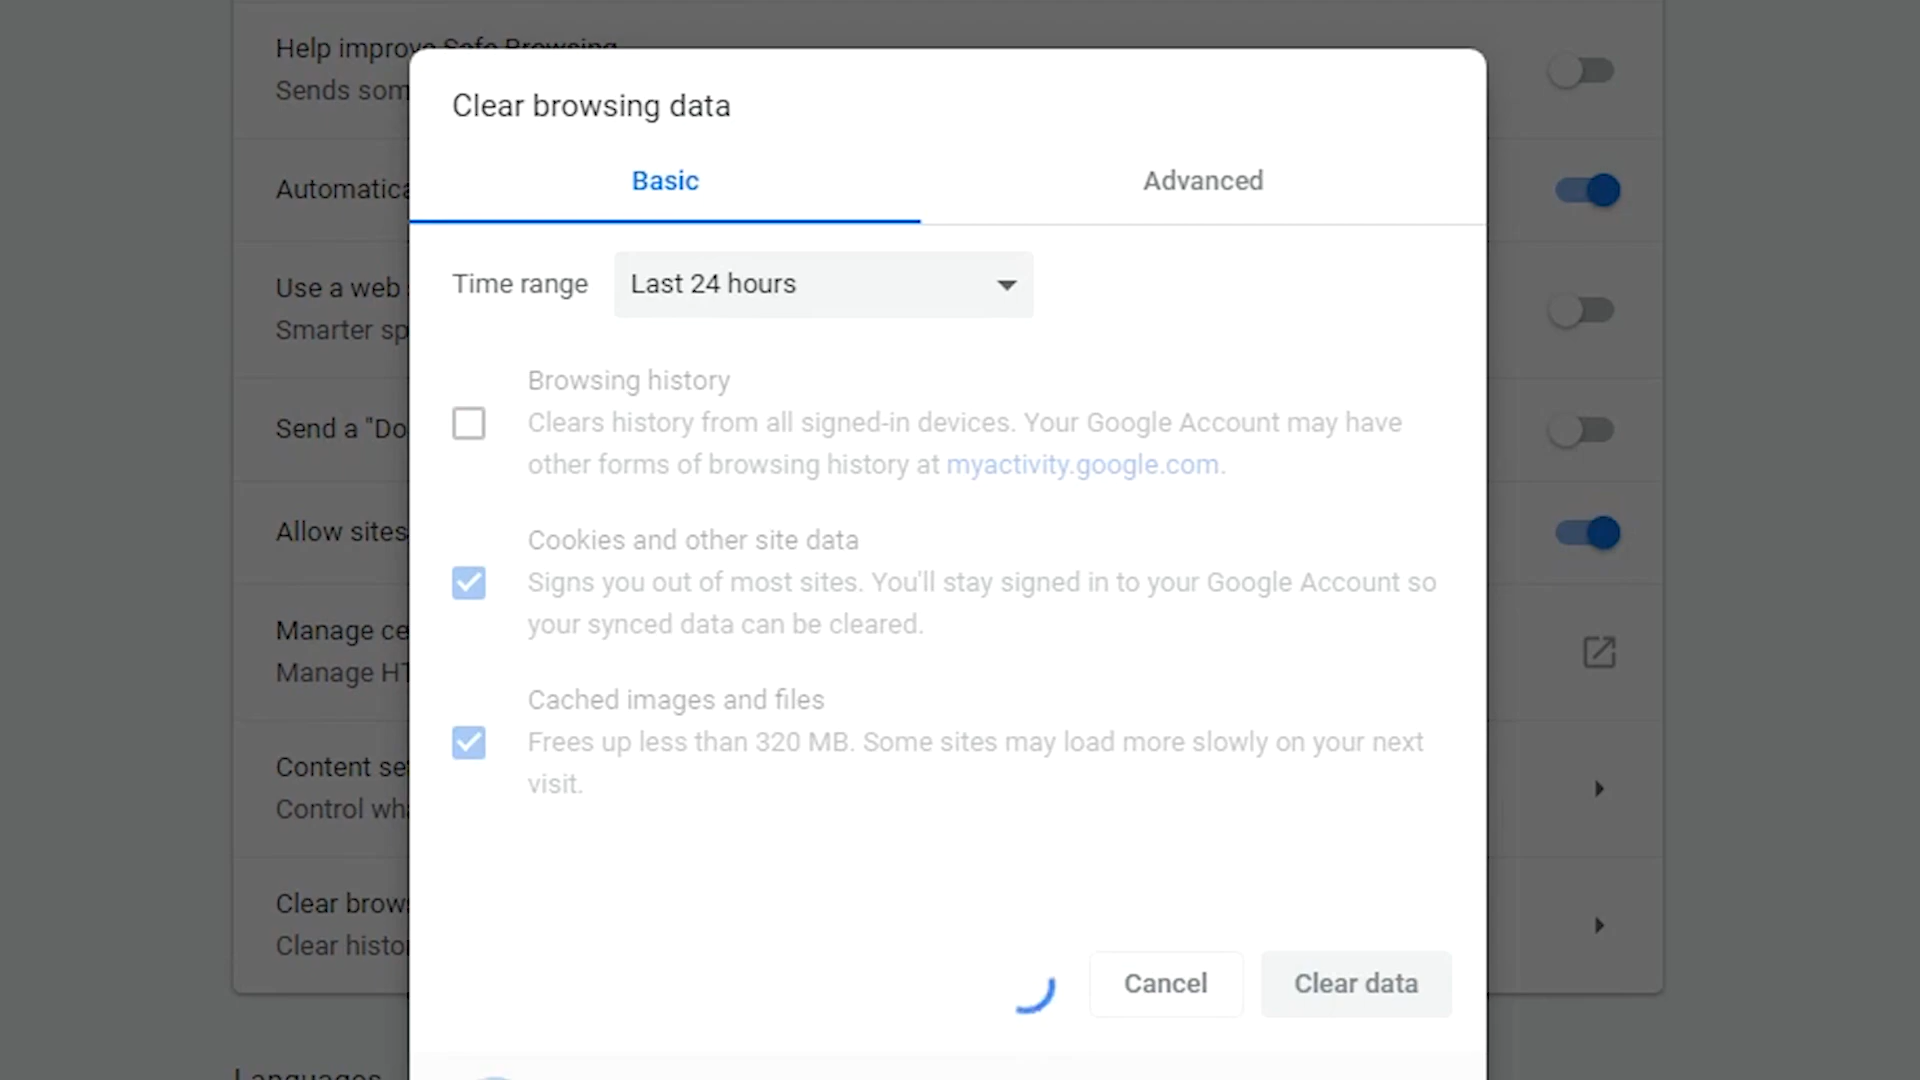 Help improve Safe Browsing
Sends som
Clear browsing data
Basic
Advanced
Automatica
Time range
Last 24 hours
Use a web
Smarter sp
Browsing history
Clears history from all signed-in devices. Your Google Account may have
other forms of browsing history at myactivity.google.com.
Send a "Do
Allow sites
Cookies and other site data
Signs you out of most sites. You'll stay signed in to your Google Account so
your synced data can be cleared.
Manage ce
Manage HT
Cached images and files
Frees up less than 320 MB. Some sites may load more slowly on your next
visit.
Content se
Control wh
Clear brow
Clear histo
Cancel
Clear data
Languages